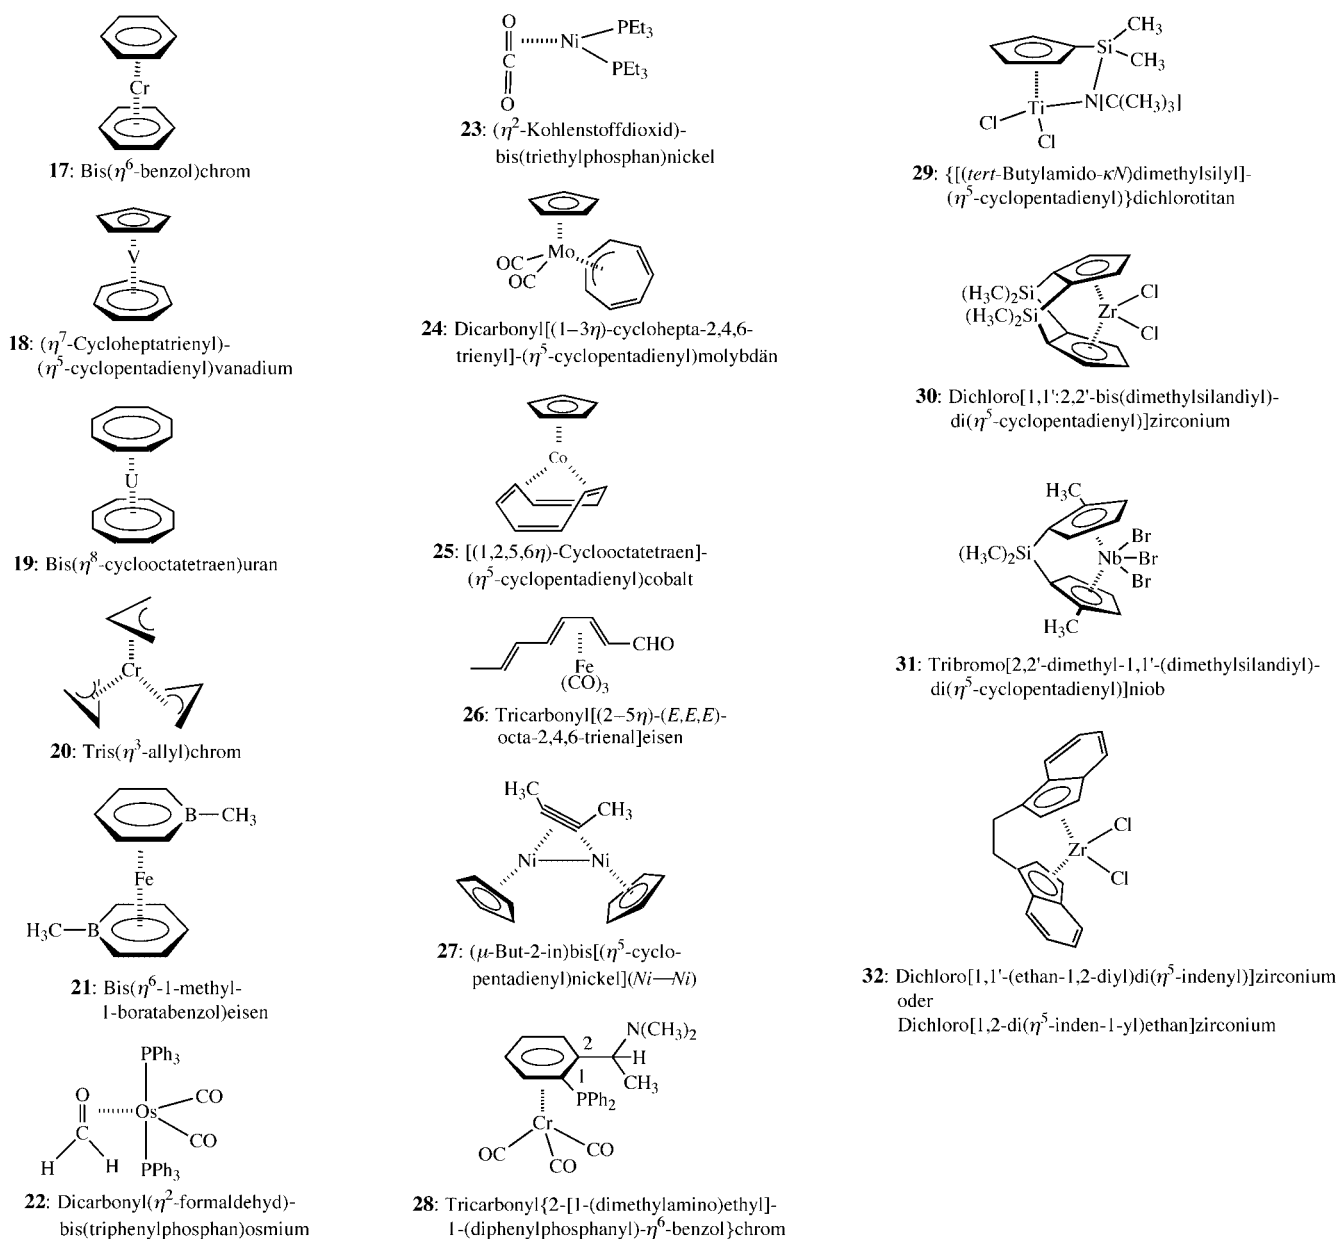 Cr
17: Bis(η⁶-benzol)chrom
V
18: (η⁷-Cycloheptatrienyl)-
(η⁵-cyclopentadienyl)vanadium
U
19: Bis(η⁸-cyclooctatetraen)uran
Cr
20: Tris(η³-allyl)chrom
B—CH₃
Fe
H₃C—B
21: Bis(η⁶-1-methyl-
1-boratabenzol)eisen
PPh₃
O
CO
Os
C
CO
H
H
PPh₃
22: Dicarbonyl(η²-formaldehyd)-
bis(triphenylphosphan)osmium
O
PEt₃
Ni
C
PEt₃
O
23: (η²-Kohlenstoffdioxid)-
bis(triethylphosphan)nickel
Mo
OC
OC
24: Dicarbonyl[(1–3η)-cyclohepta-2,4,6-
trienyl]-(η⁵-cyclopentadienyl)molybdän
Co
25: [(1,2,5,6η)-Cyclooctatetraen]-
(η⁵-cyclopentadienyl)cobalt
CHO
Fe
(CO)₃
26: Tricarbonyl[(2–5η)-(E,E,E)-
octa-2,4,6-trienal]eisen
H₃C
CH₃
Ni
Ni
27: (μ-But-2-in)bis[(η⁵-cyclo-
pentadienyl)nickel](Ni—Ni)
N(CH₃)₂
2
H
1
CH₃
PPh₂
Cr
OC
CO
CO
28: Tricarbonyl{2-[1-(dimethylamino)ethyl]-
1-(diphenylphosphanyl)-η⁶-benzol}chrom
CH₃
Si
CH₃
Ti
N[C(CH₃)₃]
Cl
Cl
29: {[(tert-Butylamido-κN)dimethylsilyl]-
(η⁵-cyclopentadienyl)}dichlorotitan
(H₃C)₂Si
(H₃C)₂Si
Cl
Zr
Cl
30: Dichloro[1,1':2,2'-bis(dimethylsilandiyl)-
di(η⁵-cyclopentadienyl)]zirconium
H₃C
Br
(H₃C)₂Si
Nb—Br
Br
H₃C
31: Tribromo[2,2'-dimethyl-1,1'-(dimethylsilandiyl)-
di(η⁵-cyclopentadienyl)]niob
Cl
Zr
Cl
32: Dichloro[1,1'-(ethan-1,2-diyl)di(η⁵-indenyl)]zirconium
oder
Dichloro[1,2-di(η⁵-inden-1-yl)ethan]zirconium